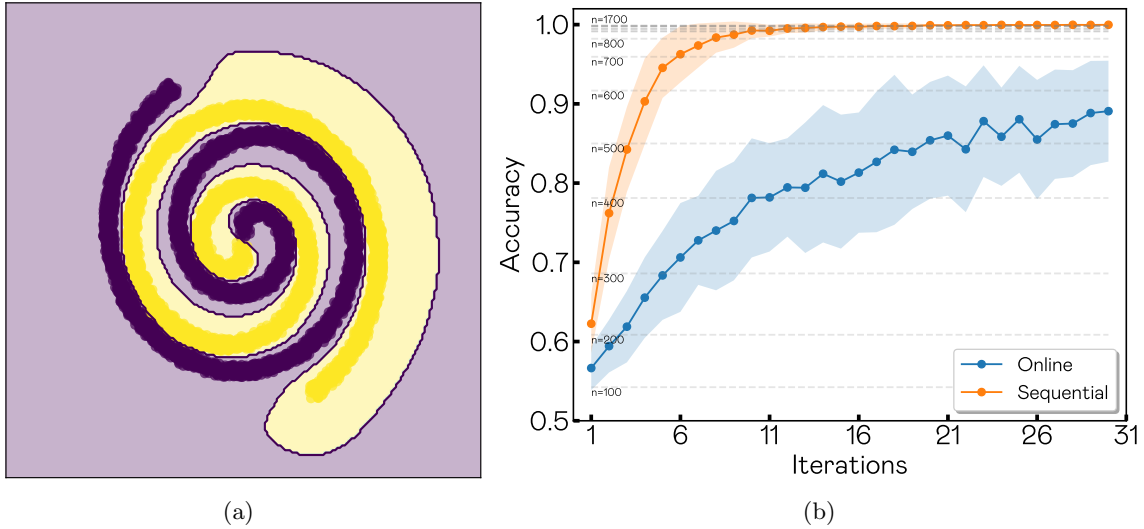 1.0
0.9
0.8
0.7
0.6
0.5
Accuracy
n=1700
n=800
n=700
n=600
n=500
n=400
n=300
n=200
n=100
Online
Sequential
1 6 11 16 21 26 31
Iterations
(a) (b)